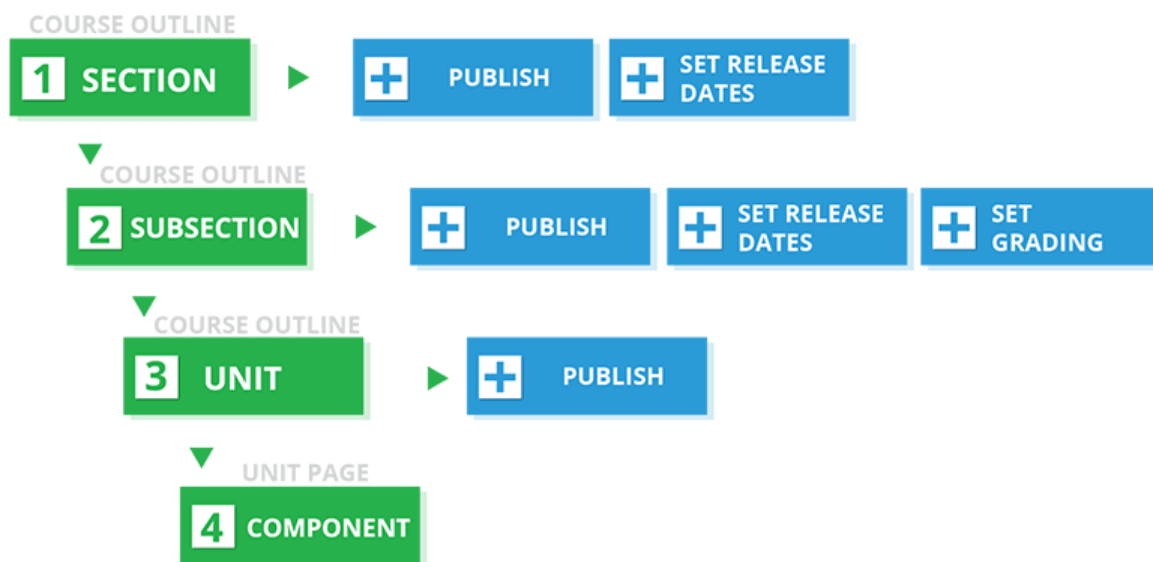 COURSE OUTLINE
1 SECTION
PUBLISH
SET RELEASE
DATES
COURSE OUTLINE
2 SUBSECTION
PUBLISH
SET RELEASE
DATES
SET
GRADING
COURSE OUTLINE
3 UNIT
PUBLISH
UNIT PAGE
4 COMPONENT